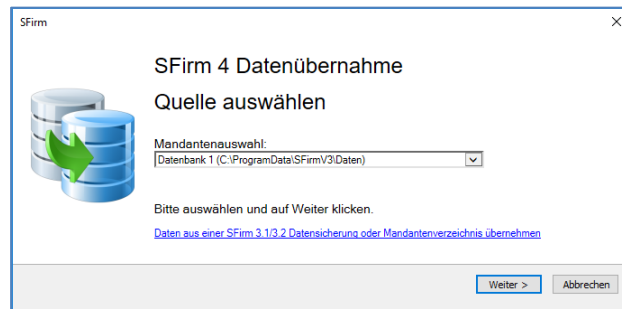 SFirm
SFirm 4 Datenübernahme
Quelle auswählen
Mandantenauswahl:
Datenbank 1 (C:\ProgramData\SFirmV3\Daten)
Bitte auswählen und auf Weiter klicken.
Daten aus einer SFirm 3.1/3.2 Datensicherung oder Mandantenverzeichnis übernehmen
Weiter > Abbrechen